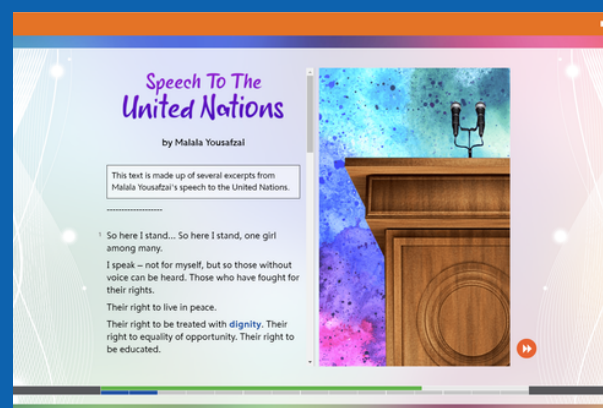 Speech To The
United Nations
by Malala Yousafzai
This text is made up of several excerpts from
Malala Yousafzai's speech to the United Nations.
--------------------
1 So here I stand... So here I stand, one girl
among many.
I speak – not for myself, but so those without
voice can be heard. Those who have fought for
their rights.
Their right to live in peace.
Their right to be treated with dignity. Their
right to equality of opportunity. Their right to
be educated.